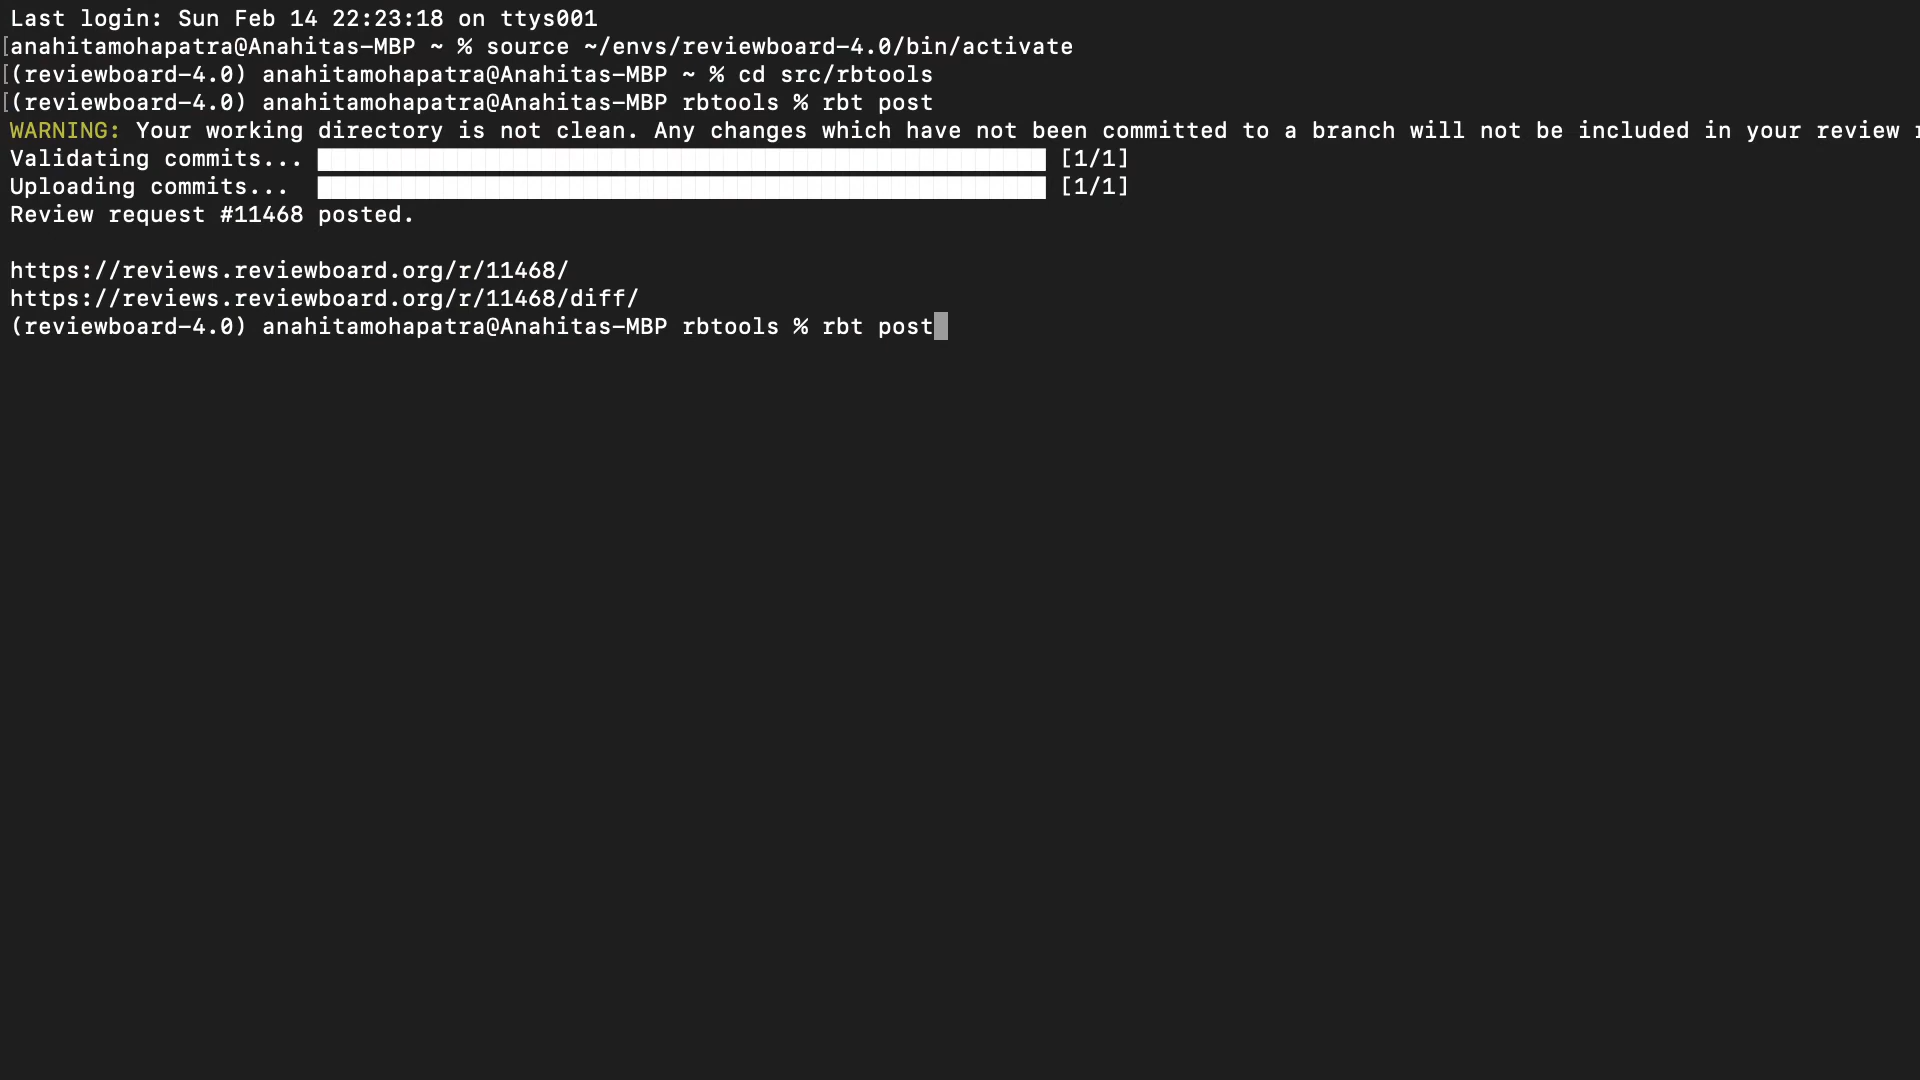 Last login: Sun Feb 14 22:23:18 on ttys001
[anahitamohapatra@Anahitas-MBP ~ % source ~/envs/reviewboard-4.0/bin/activate
[(reviewboard-4.0) anahitamohapatra@Anahitas-MBP ~ % cd src/rbtools
[(reviewboard-4.0) anahitamohapatra@Anahitas-MBP rbtools % rbt post
WARNING: Your working directory is not clean. Any changes which have not been committed to a branch will not be included in your review
Validating commits... [1/1]
Uploading commits... [1/1]
Review request #11468 posted.
https://reviews.reviewboard.org/r/11468/
https://reviews.reviewboard.org/r/11468/diff/
(reviewboard-4.0) anahitamohapatra@Anahitas-MBP rbtools % rbt post